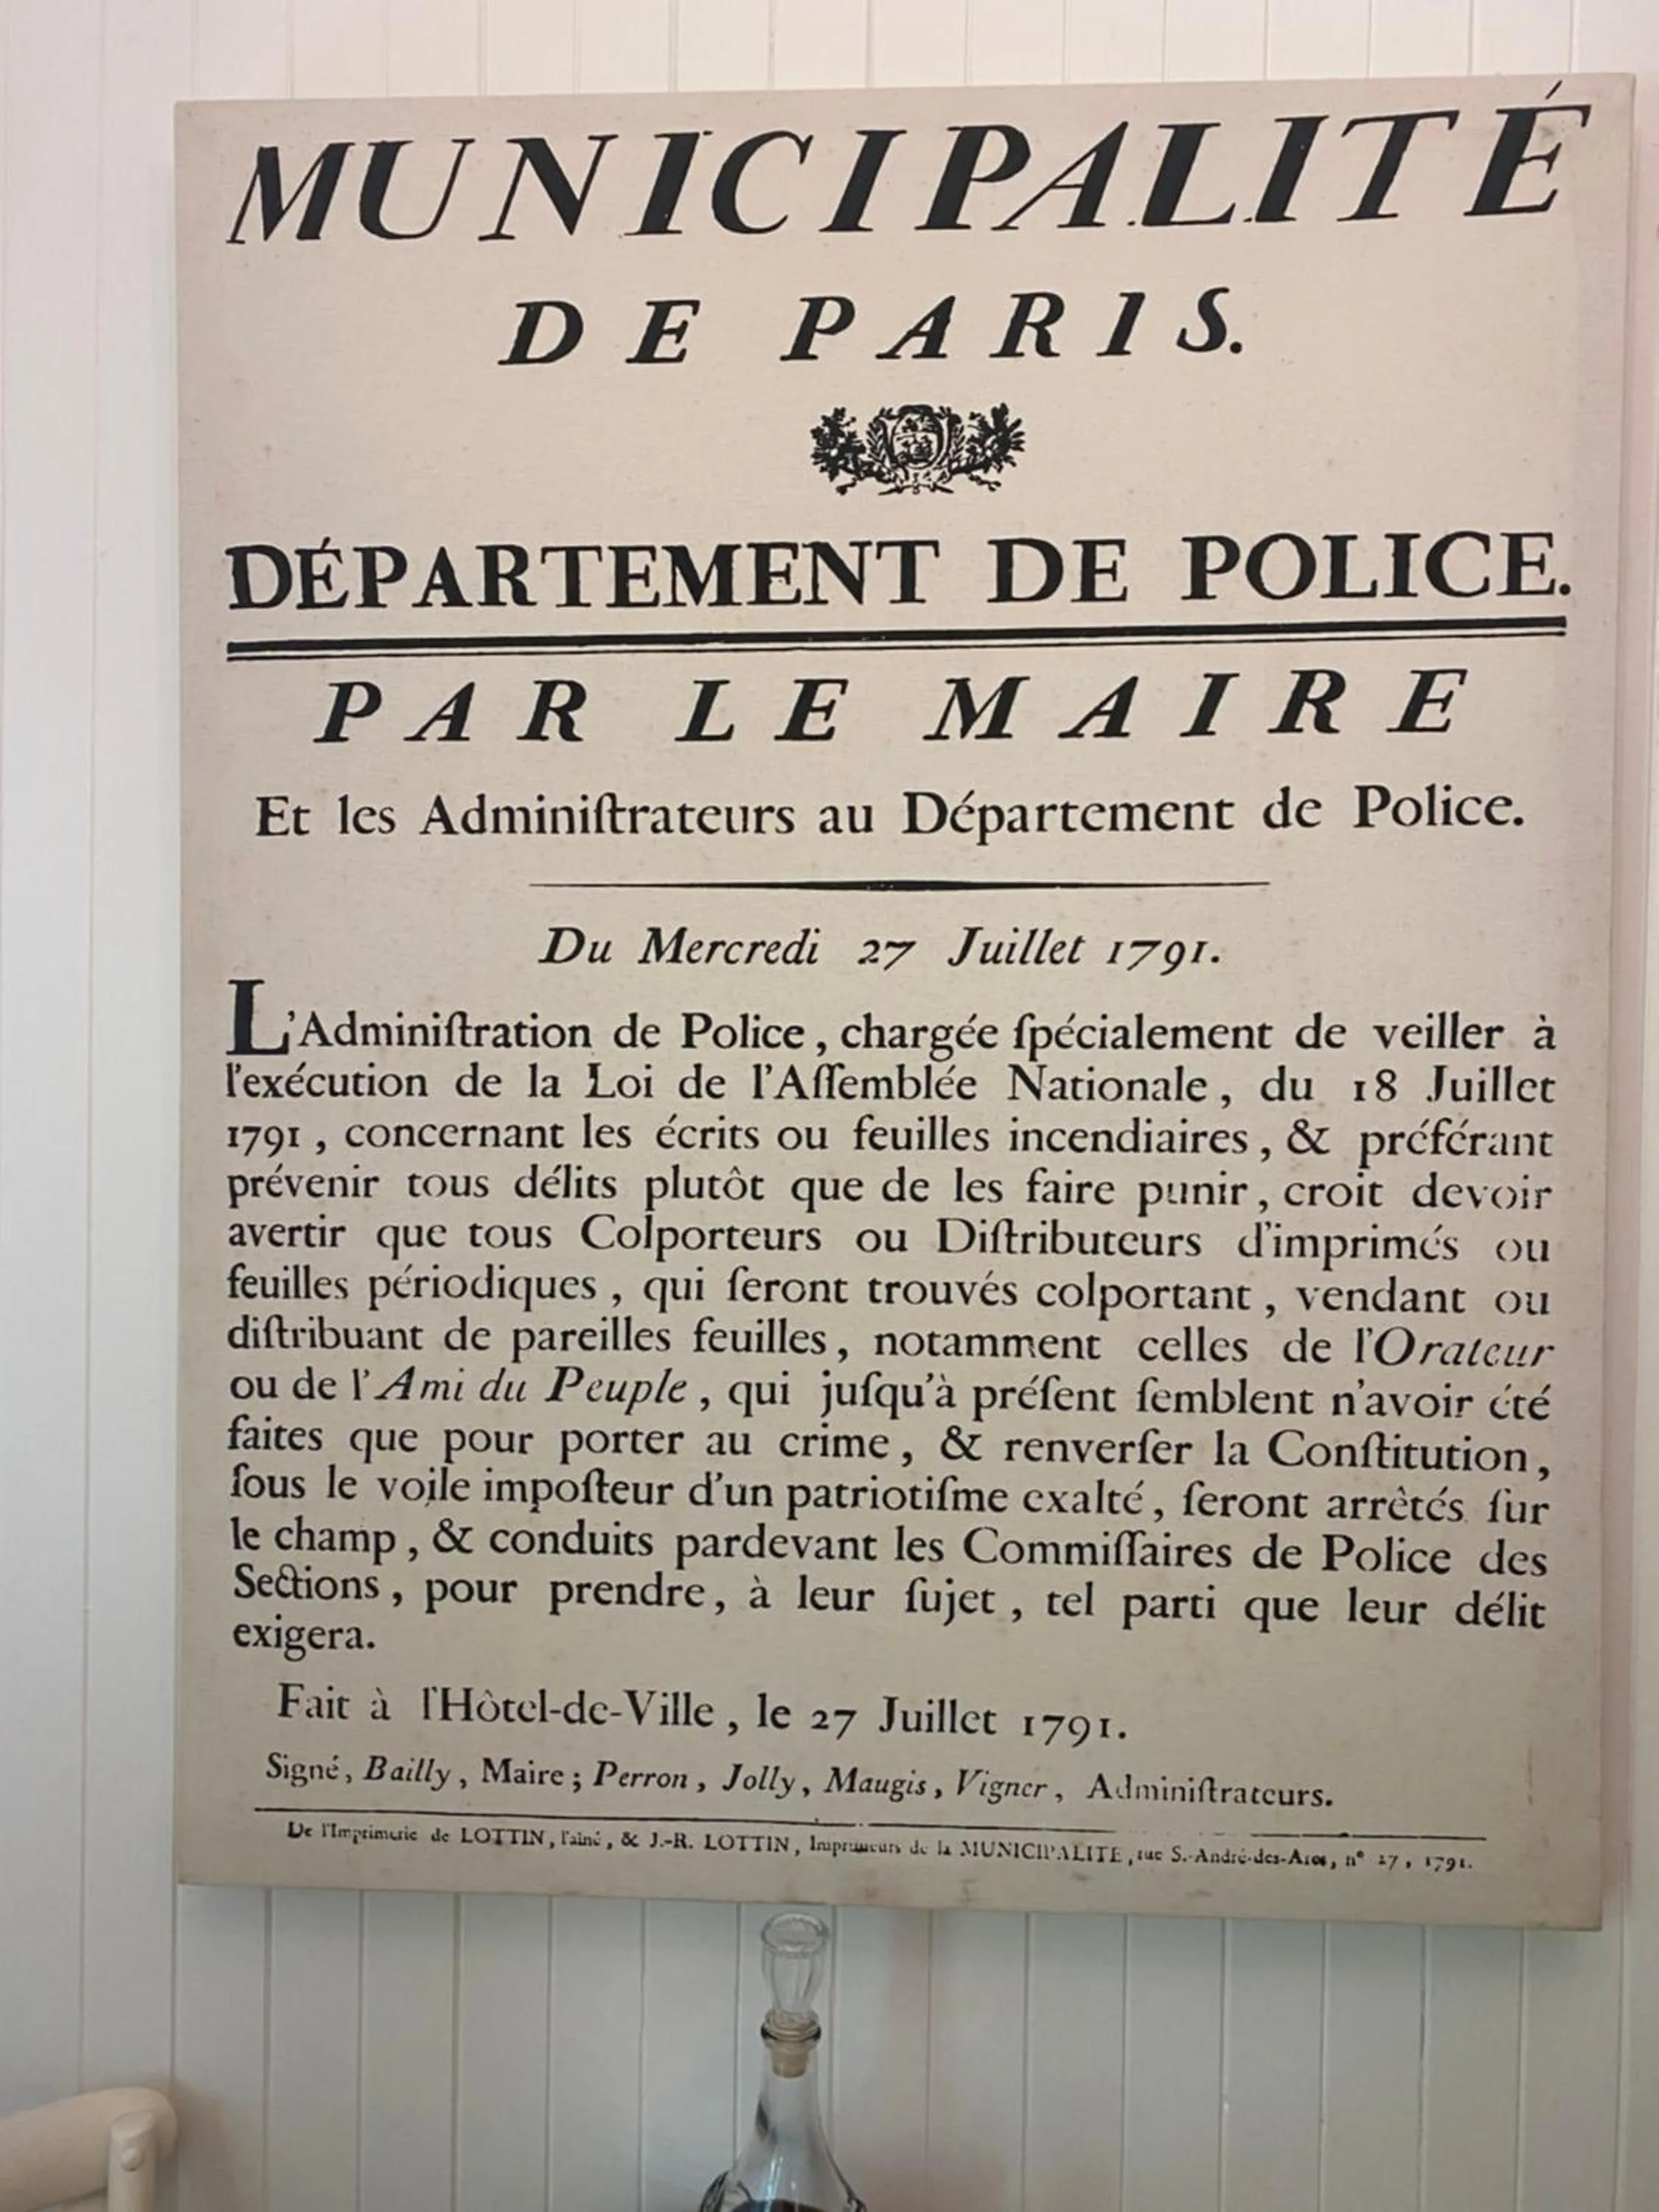 MUNICIPALITÉ
DE PARIS.
DÉPARTEMENT DE POLICE.
PAR LE MAIRE
Et les Adminiſtrateurs au Département de Police.
Du Mercredi 27 Juillet 1791.
L'Adminiſtration de Police, chargée ſpécialement de veiller à
l'exécution de la Loi de l'Aſſemblée Nationale, du 18 Juillet
1791, concernant les écrits ou feuilles incendiaires, & préférant
prévenir tous délits plutôt que de les faire punir, croit devoir
avertir que tous Colporteurs ou Diſtributeurs d'imprimés ou
feuilles périodiques, qui ſeront trouvés colportant, vendant ou
diſtribuant de pareilles feuilles, notamment celles de l'Orateur
ou de l'Ami du Peuple, qui juſqu'à préſent ſemblent n'avoir été
faites que pour porter au crime, & renverſer la Conſtitution,
ſous le voile impoſteur d'un patriotiſme exalté, ſeront arrêtés ſur
le champ, & conduits pardevant les Commiſſaires de Police des
Sections, pour prendre, à leur ſujet, tel parti que leur délit
exigera.
Fait à l'Hôtel-de-Ville, le 27 Juillet 1791.
Signé, Bailly, Maire; Perron, Jolly, Maugis, Vigner, Adminiſtrateurs.
De l'Imprimerie de LOTTIN, l'aîné, & J.-R. LOTTIN, Imprimeurs de la MUNICIPALITE, rue S.-André-des-Arcs, n° 27, 1791.